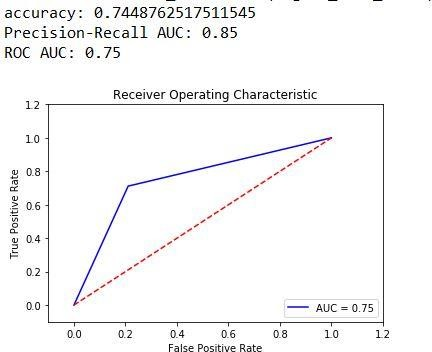 accuracy: 0.7448762517511545
Precision-Recall AUC: 0.85
ROC AUC: 0.75
Receiver Operating Characteristic
1.2
1.0
0.8
0.6
0.4
0.2
0.0
True Positive Rate
AUC = 0.75
0.0 0.2 0.4 0.6 0.8 1.0 1.2
False Positive Rate